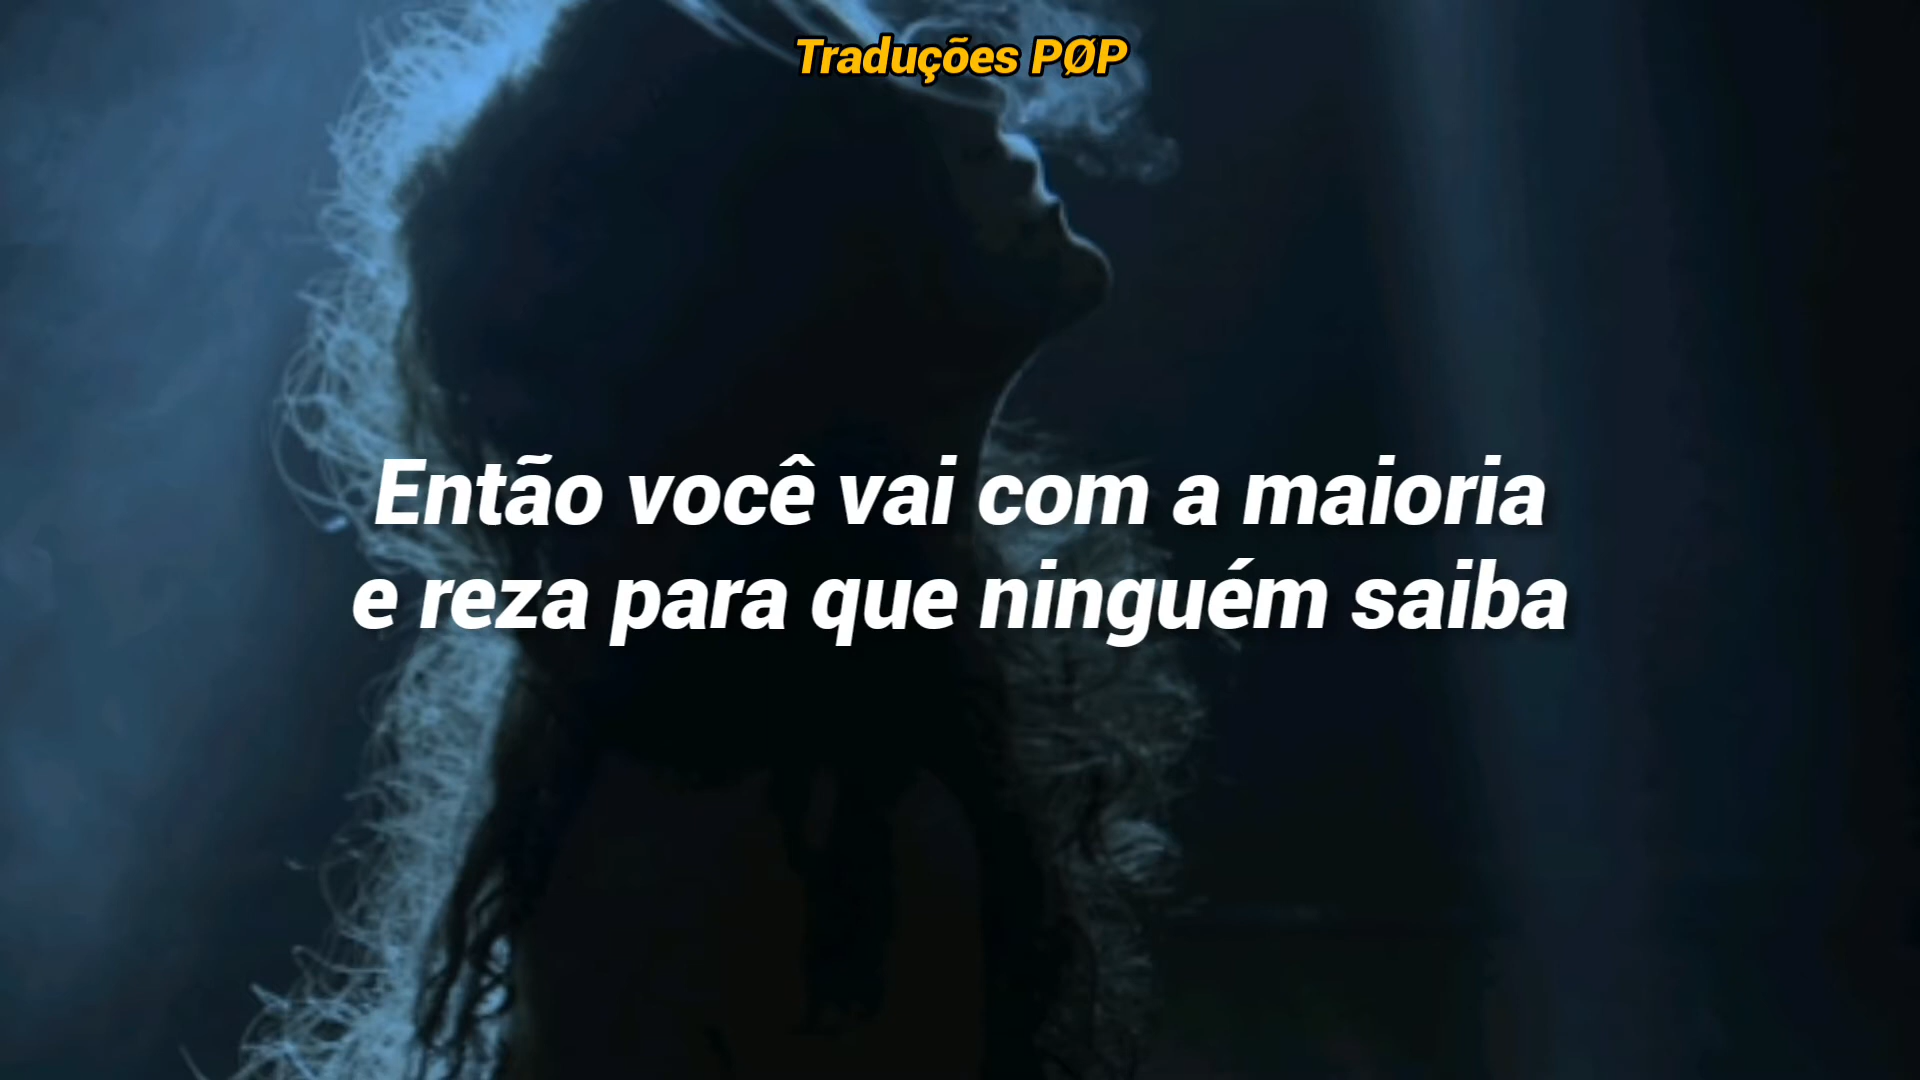 Traduções PØP
Então você vai com a maioria
e reza para que ninguém saiba